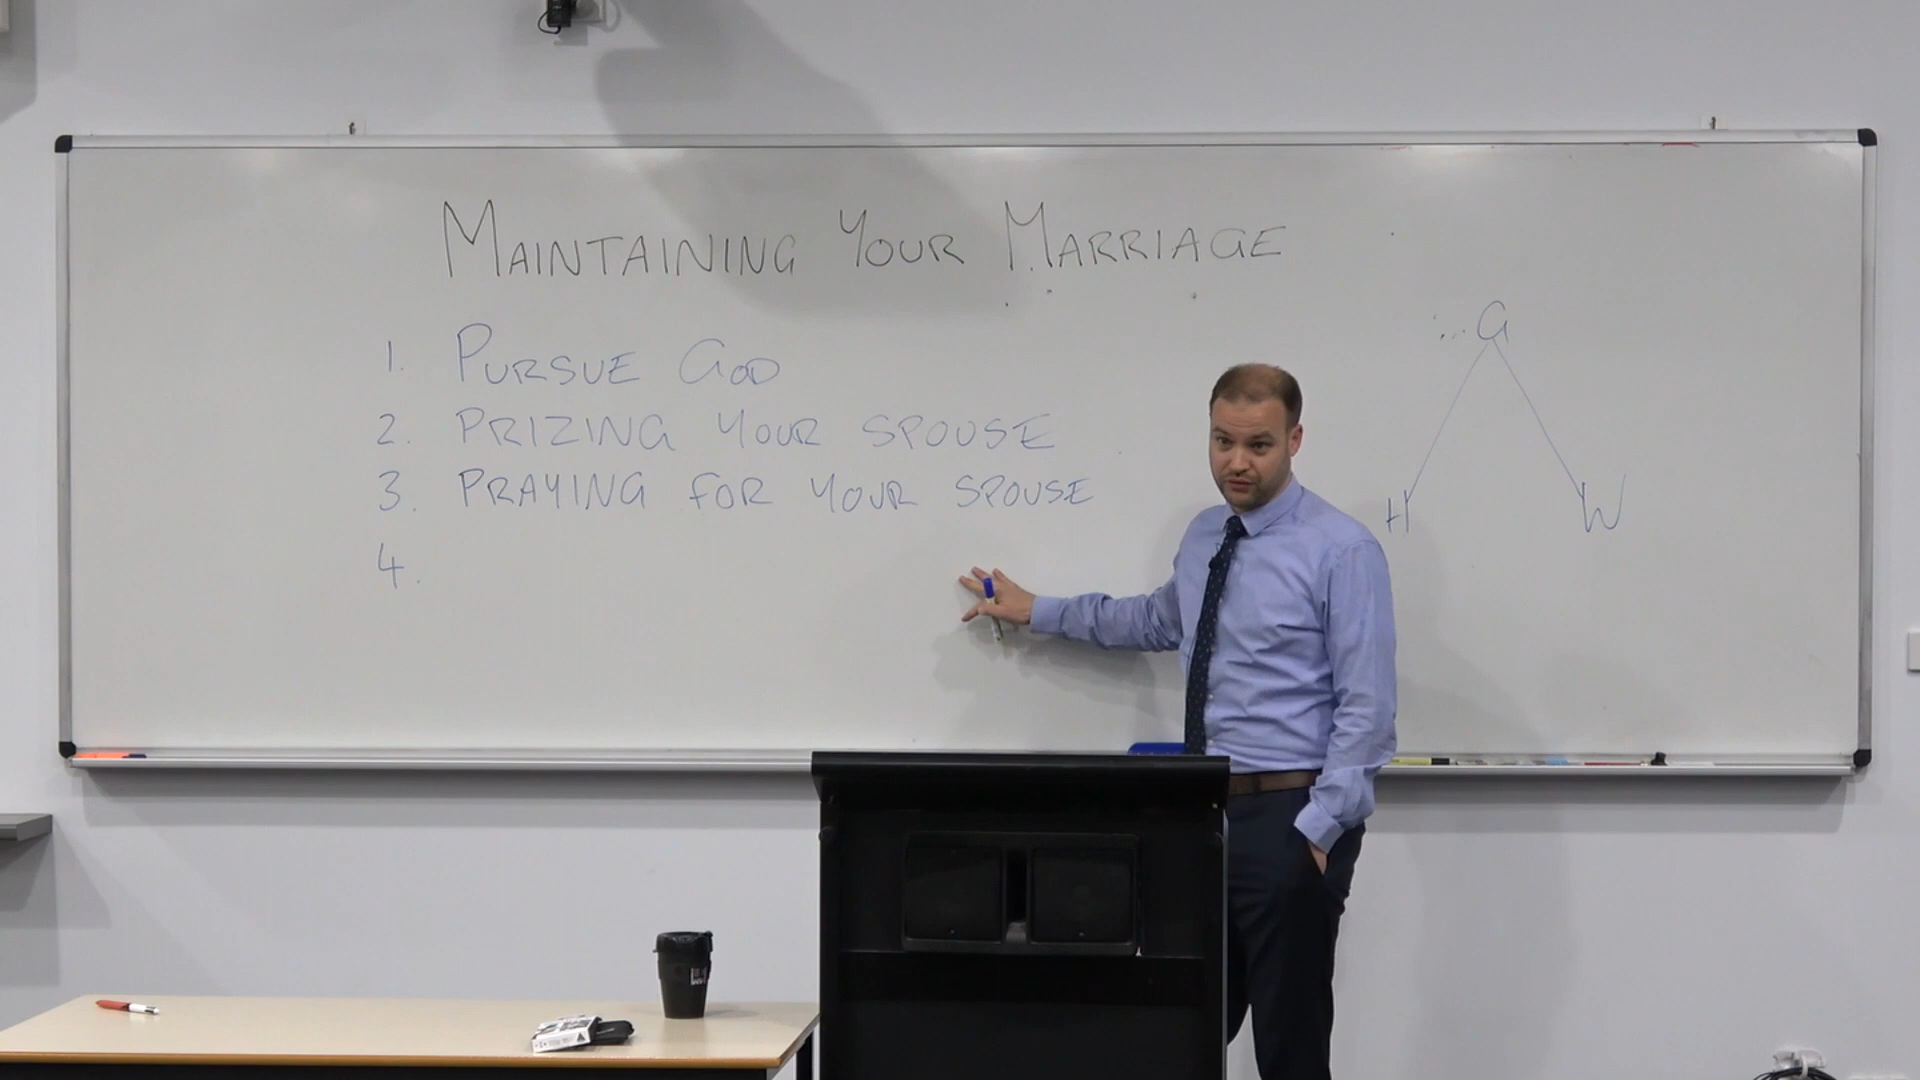 MAINTAINING YOUR MARRIAGE
1. PURSUE GOD
2. PRIZING YOUR SPOUSE
3. PRAYING FOR YOUR SPOUSE
4.
G
H W